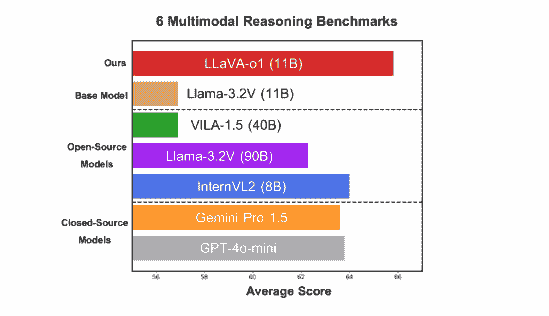 6 Multimodal Reasoning Benchmarks
Ours
LLaVA-o1 (11B)
Base Model
Llama-3.2V (11B)
VILA-1.5 (40B)
Open-Source
Models
Llama-3.2V (90B)
InternVL2 (8B)
Closed-Source
Models
Gemini Pro 1.5
GPT-4o-mini
56 58 60 62 64 66
Average Score